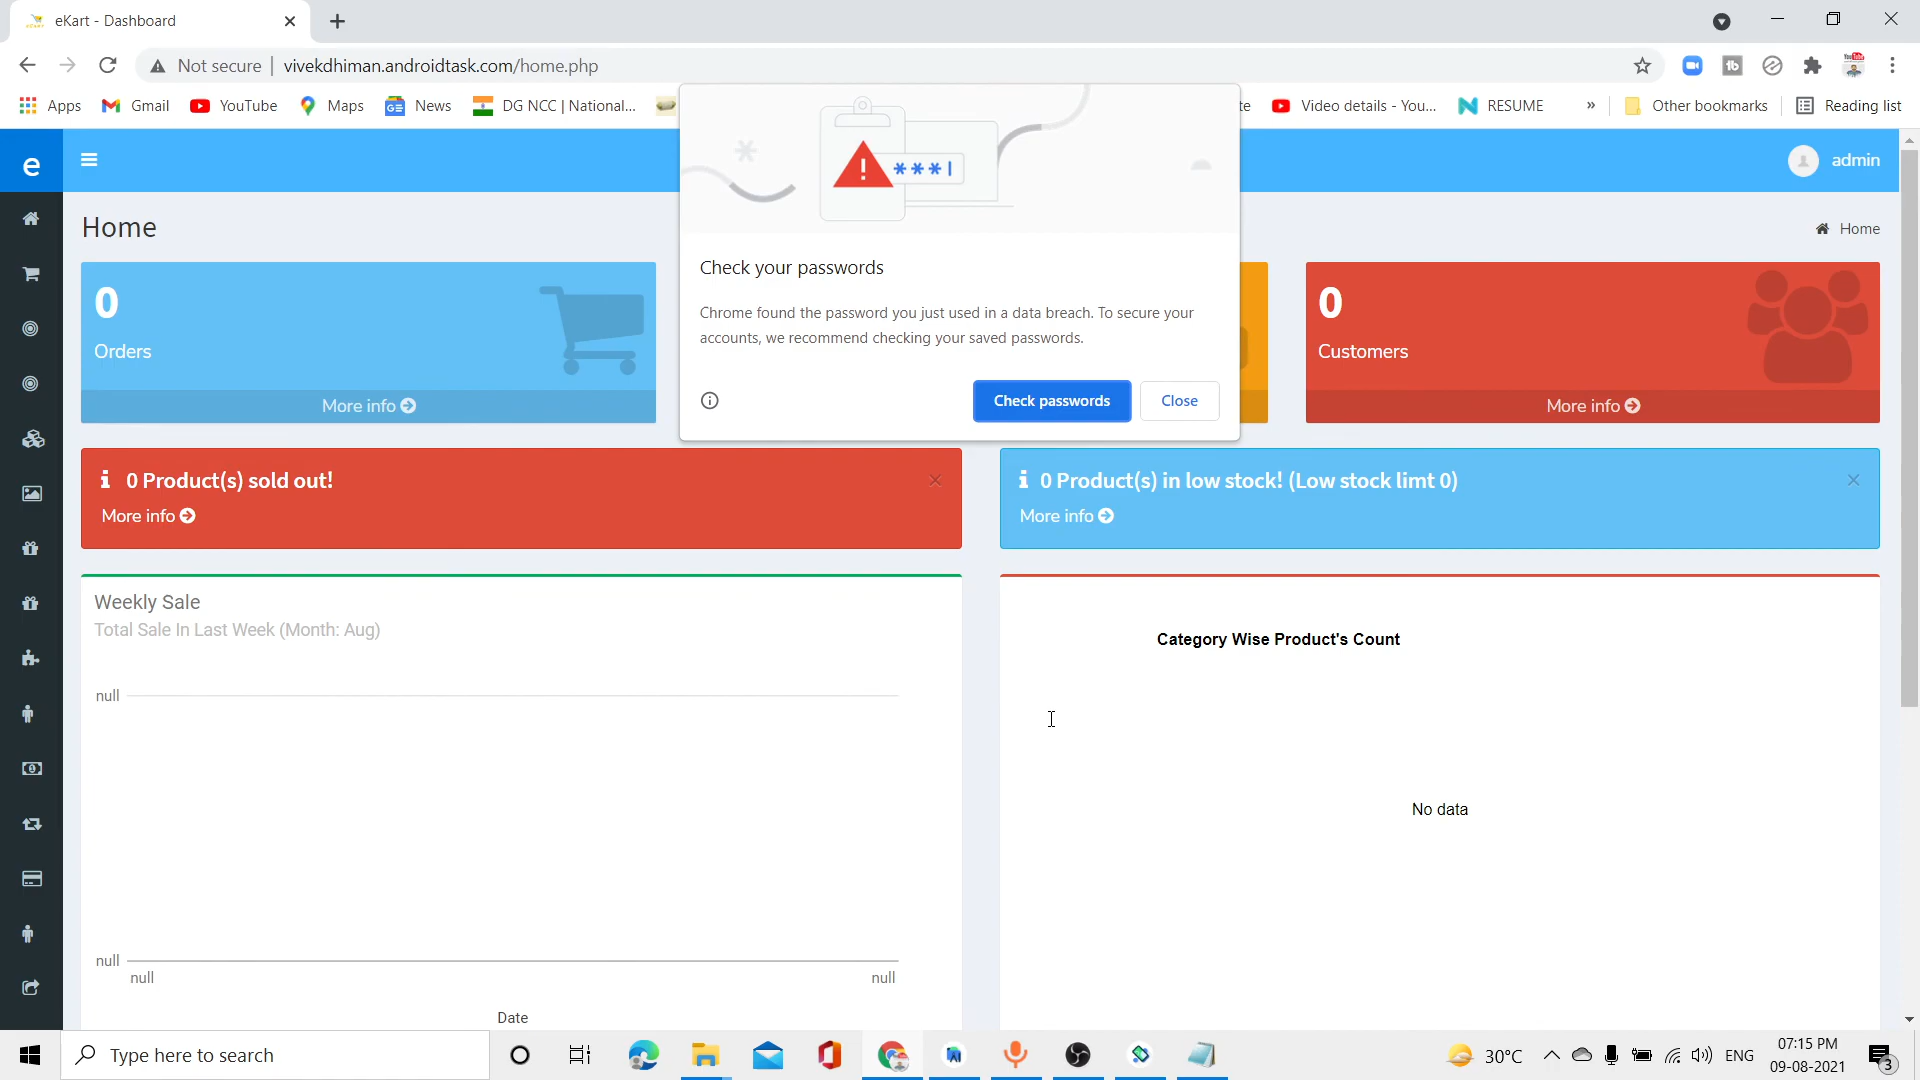 eKart - Dashboard
Not secure | vivekdhiman.androidtask.com/home.php
Apps
Gmail
YouTube
Maps
News
DG NCC | National...
te
Video details - You...
RESUME
»
Other bookmarks
Reading list
e
admin
Home
Home
0
Orders
More info
0
Customers
More info
***|
Check your passwords
Chrome found the password you just used in a data breach. To secure your
accounts, we recommend checking your saved passwords.
Check passwords
Close
0 Product(s) sold out!
More info
0 Product(s) in low stock! (Low stock limt 0)
More info
Weekly Sale
Total Sale In Last Week (Month: Aug)
null
null
null
null
Date
Category Wise Product's Count
No data
Type here to search
30°C
ENG
07:15 PM
09-08-2021
3